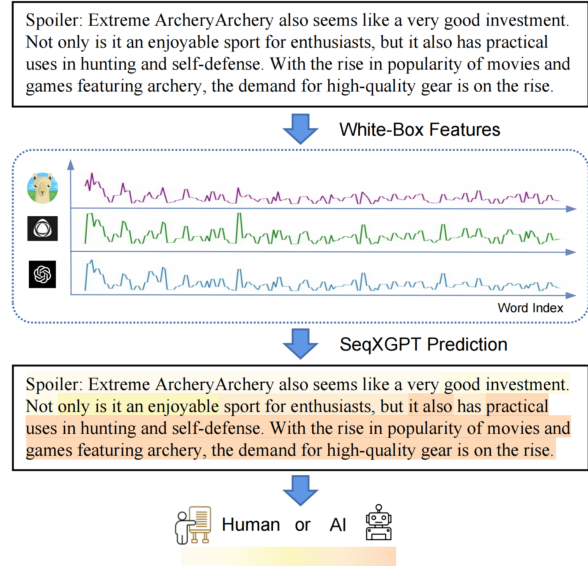 Spoiler: Extreme ArcheryArchery also seems like a very good investment.
Not only is it an enjoyable sport for enthusiasts, but it also has practical
uses in hunting and self-defense. With the rise in popularity of movies and
games featuring archery, the demand for high-quality gear is on the rise.
White-Box Features
Word Index
SeqXGPT Prediction
Spoiler: Extreme ArcheryArchery also seems like a very good investment.
Not only is it an enjoyable sport for enthusiasts, but it also has practical
uses in hunting and self-defense. With the rise in popularity of movies and
games featuring archery, the demand for high-quality gear is on the rise.
Human or AI